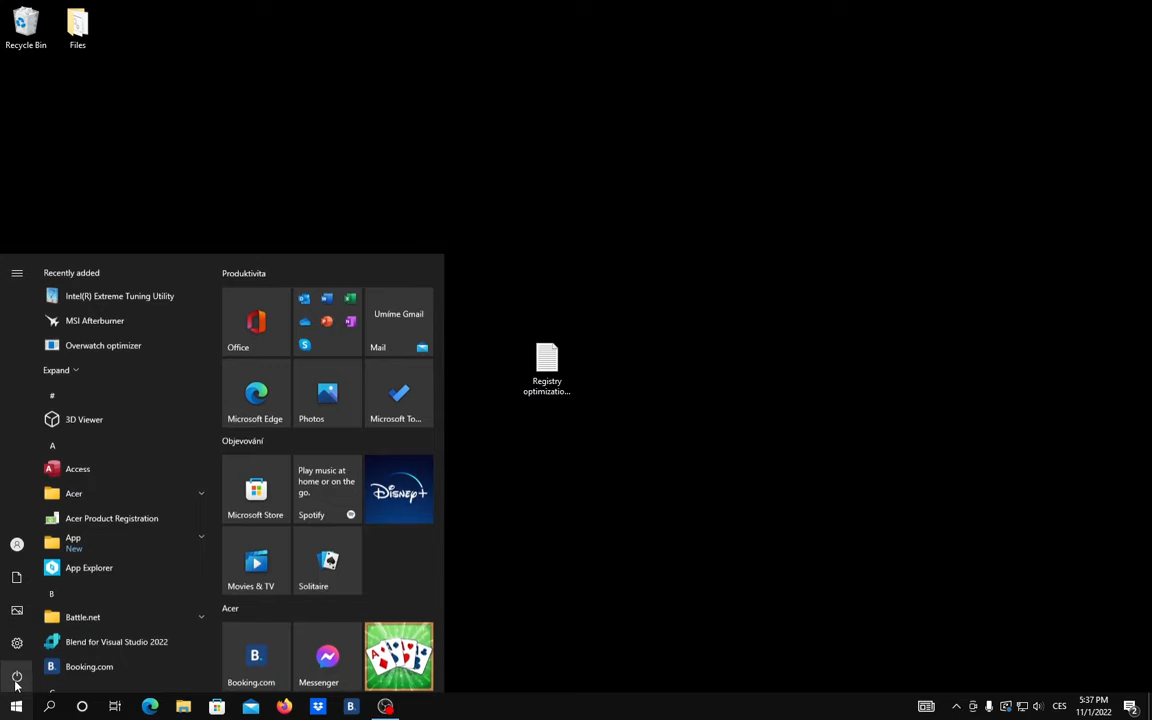 Recycle Bin
Files
Recently added
Intel(R) Extreme Tuning Utility
MSI Afterburner
Overwatch optimizer
Expand
#
3D Viewer
A
Access
Acer
Acer Product Registration
App
New
App Explorer
B
Battle.net
Blend for Visual Studio 2022
B.
Booking.com
Produktivita
Office
Umíme Gmail
Mail
Microsoft Edge
Photos
Microsoft To...
Objevování
Microsoft Store
Play music at
home or on the
go.
Spotify
Disney+
Movies & TV
Solitaire
Acer
B.
Booking.com
Messenger
Registry
optimizatio...
B.
CES
5:37 PM
11/1/2022
2